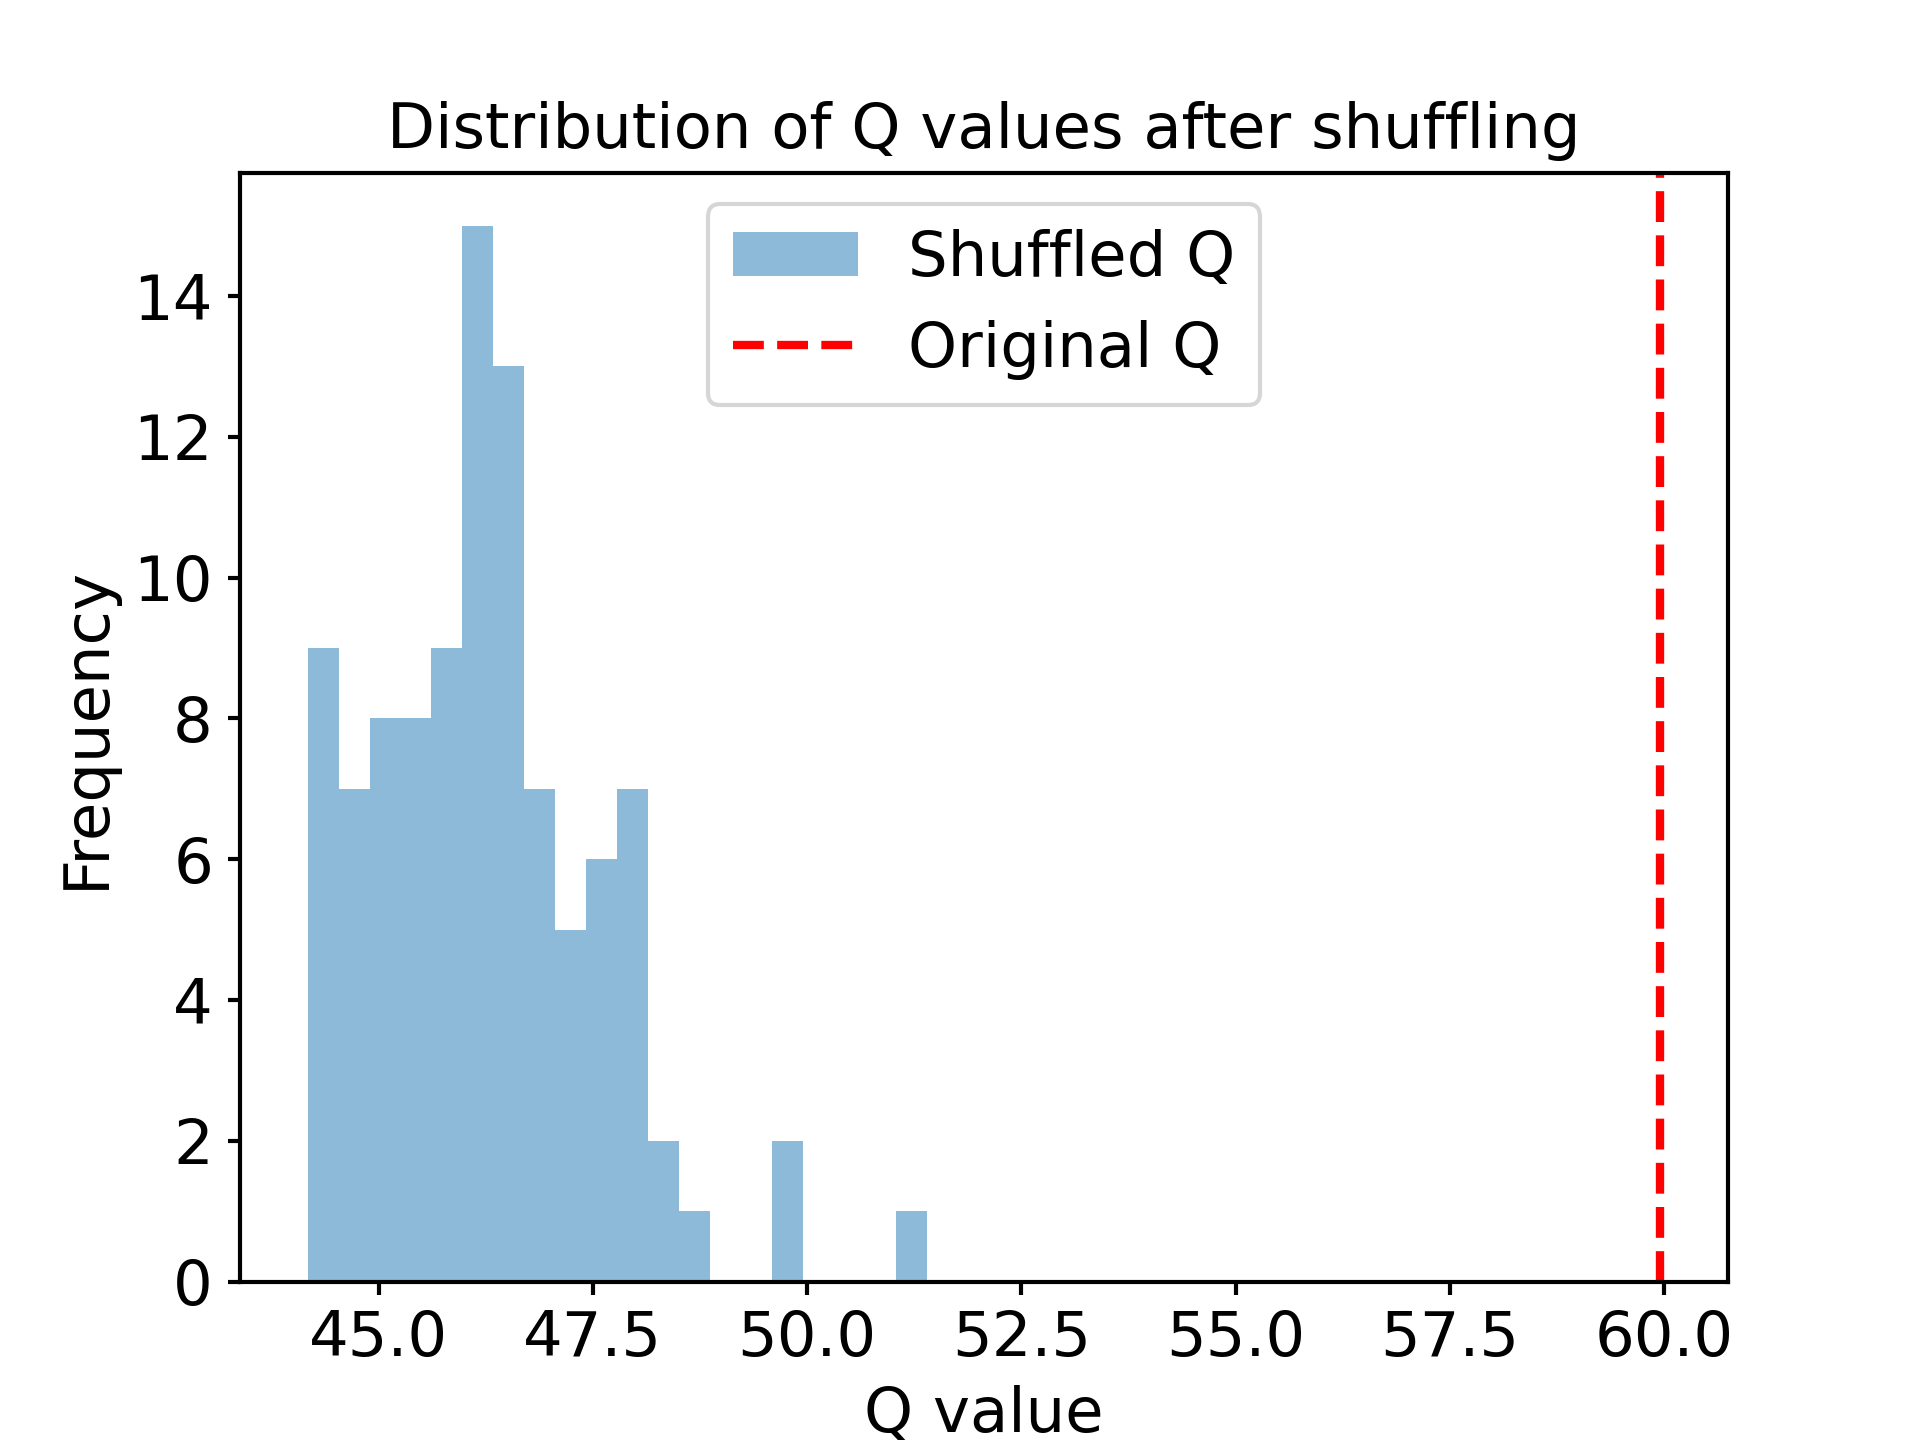 Distribution of Q values after shuffling
Shuffled Q
Original Q
Frequency
14
12
10
8
6
4
2
0
45.0 47.5 50.0 52.5 55.0 57.5 60.0
Q value